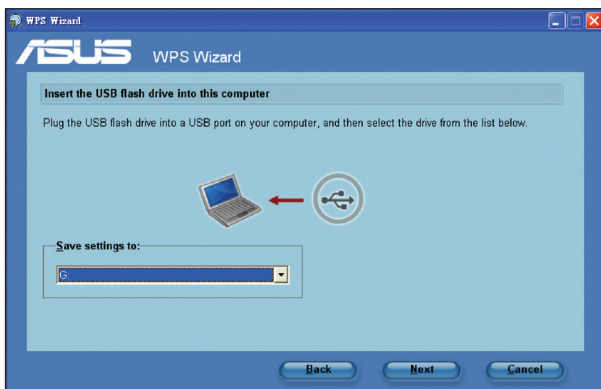 WPS Wizard
ASUS WPS Wizard
Insert the USB flash drive into this computer
Plug the USB flash drive into a USB port on your computer, and then select the drive from the list below.
Save settings to:
G:
Back Next Cancel